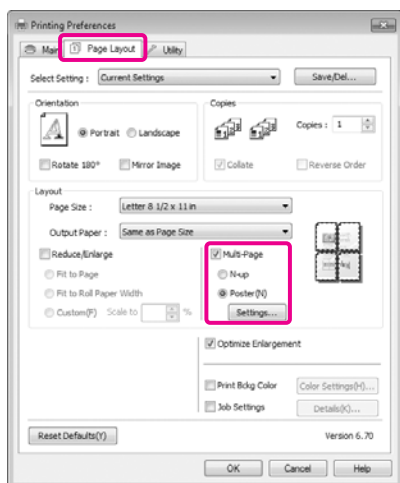 Printing Preferences
Main Page Layout Utility
Select Setting : Current Settings Save/Del...
Orientation
Portrait Landscape
Rotate 180° Mirror Image
Copies
Copies : 1
Collate Reverse Order
Layout
Page Size : Letter 8 1/2 x 11 in
Output Paper : Same as Page Size
Reduce/Enlarge
Fit to Page
Fit to Roll Paper Width
Custom(F) Scale to %
Multi-Page
N-up
Poster(N)
Settings...
Optimize Enlargement
Print Bckg Color Color Settings(H)...
Job Settings Details(K)...
Reset Defaults(Y) Version 6.70
OK Cancel Help